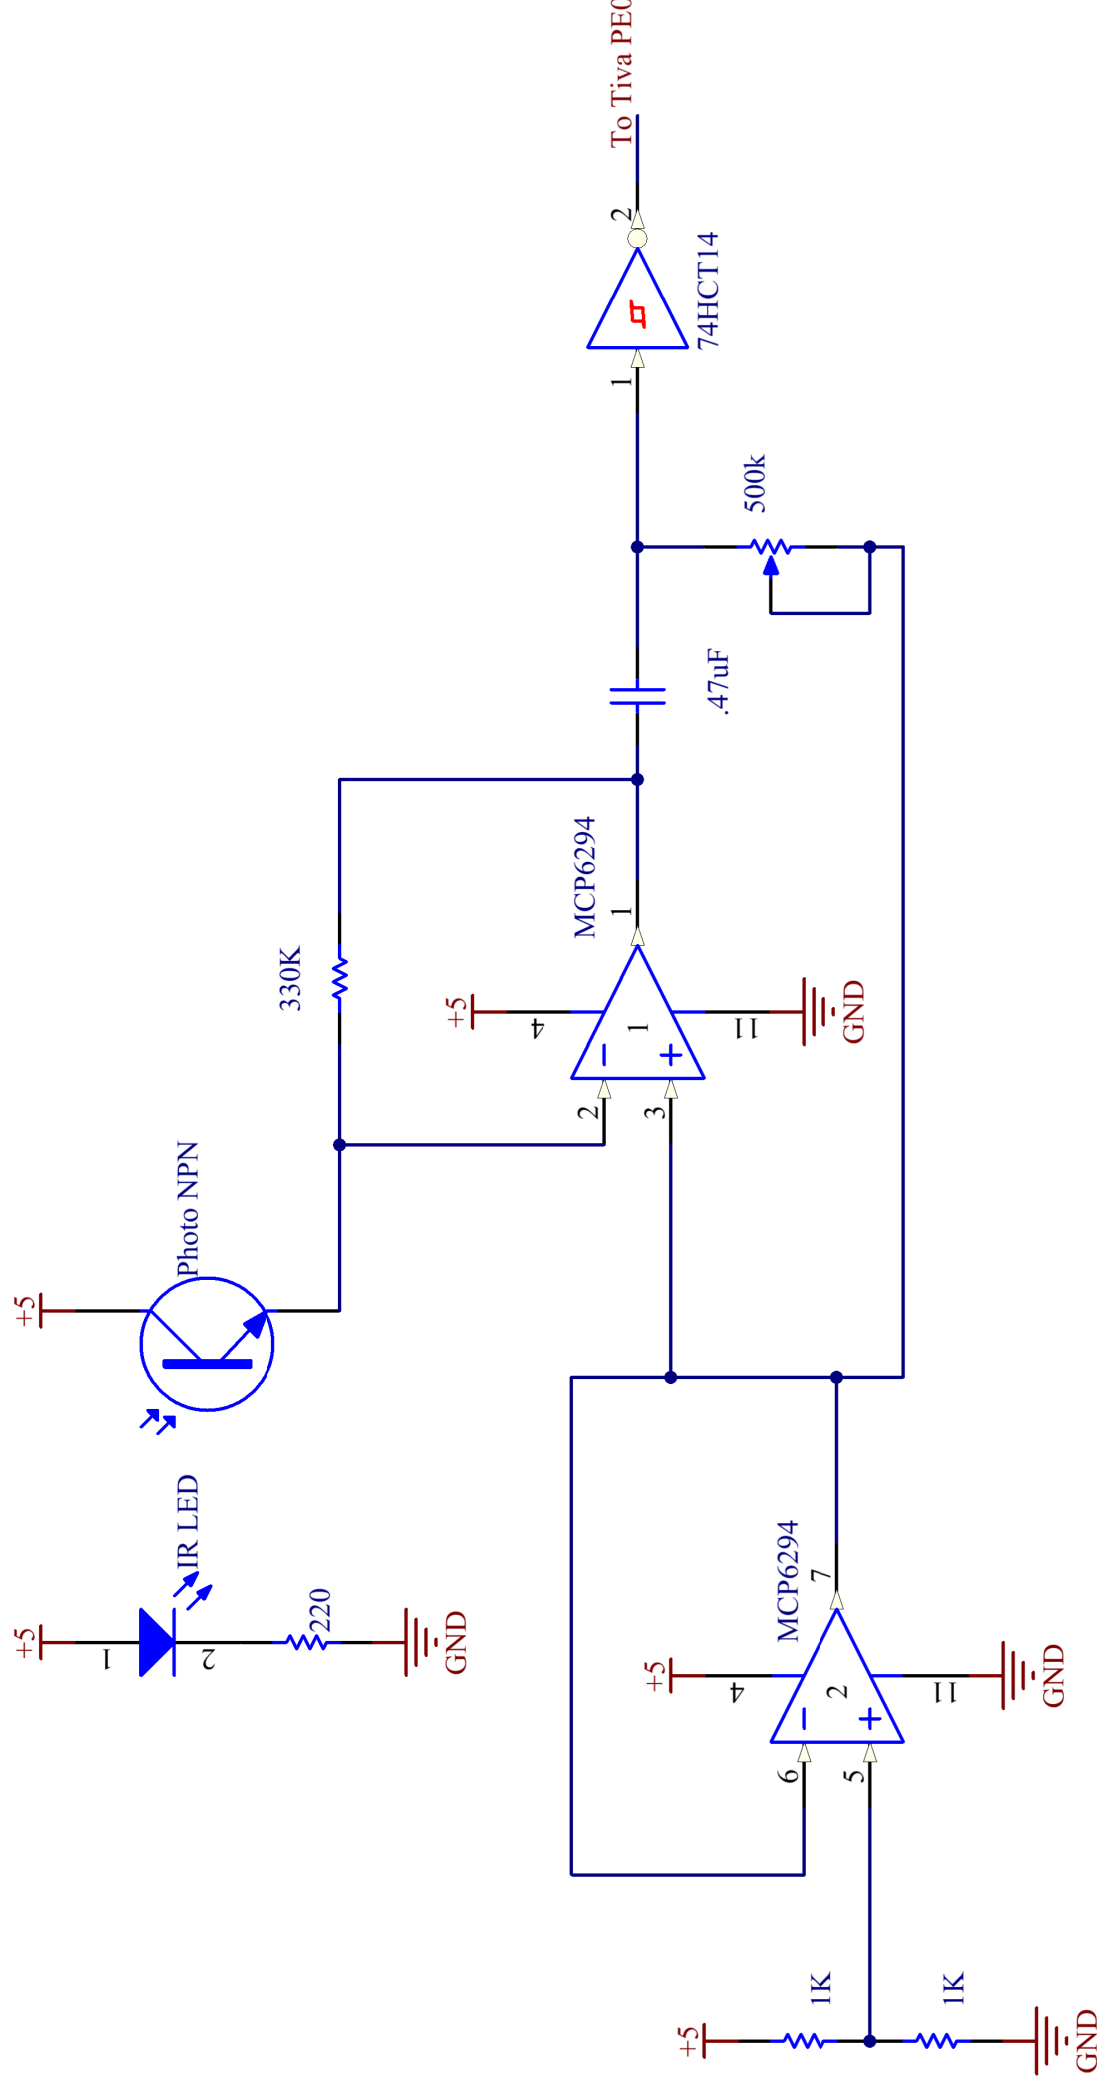 +5
+5
IR LED
Photo NPN
1
2
220
GND
330K
+5
4
MCP6294
1
2
3
1
11
GND
.47uF
500k
1
2
To Tiva PE0
74HCT14
+5
4
MCP6294
7
6
5
2
11
GND
+5
1K
1K
GND